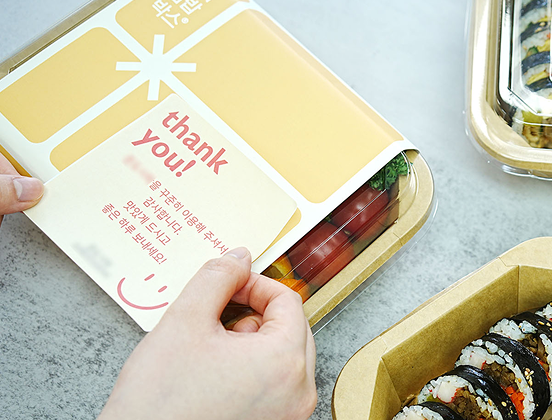 박스
thank
you!
을 꾸준히 이용해 주셔서
감사합니다.
맛있게 드시고
좋은 하루 보내세요!